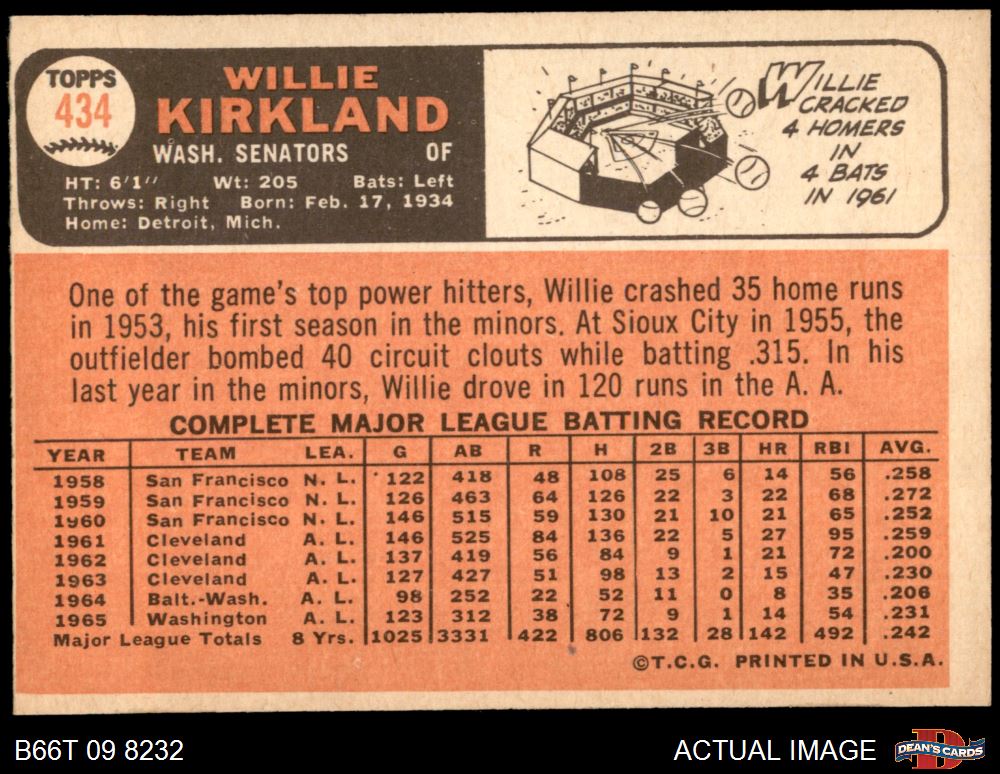 TOPPS
434
WILLIE
KIRKLAND
WASH. SENATORS OF
HT: 6'1" Wt: 205 Bats: Left
Throws: Right Born: Feb. 17, 1934
Home: Detroit, Mich.
WILLIE
CRACKED
4 HOMERS
IN
4 BATS
IN 1961
One of the game's top power hitters, Willie crashed 35 home runs
in 1953, his first season in the minors. At Sioux City in 1955, the
outfielder bombed 40 circuit clouts while batting .315. In his
last year in the minors, Willie drove in 120 runs in the A. A.
COMPLETE MAJOR LEAGUE BATTING RECORD
YEAR TEAM LEA. G AB R H 2B 3B HR RBI AVG.
1958 San Francisco N. L. 122 418 48 108 25 6 14 56 .258
1959 San Francisco N. L. 126 463 64 126 22 3 22 68 .272
1960 San Francisco N. L. 146 515 59 130 21 10 21 65 .252
1961 Cleveland A. L. 146 525 84 136 22 5 27 95 .259
1962 Cleveland A. L. 137 419 56 84 9 1 21 72 .200
1963 Cleveland A. L. 127 427 51 98 13 2 15 47 .230
1964 Balt.-Wash. A. L. 98 252 22 52 11 0 8 35 .206
1965 Washington A. L. 123 312 38 72 9 1 14 54 .231
Major League Totals 8 Yrs. 1025 3331 422 806 132 28 142 492 .242
©T.C.G. PRINTED IN U.S.A.
B66T 09 8232 ACTUAL IMAGE D DEAN'S CARDS